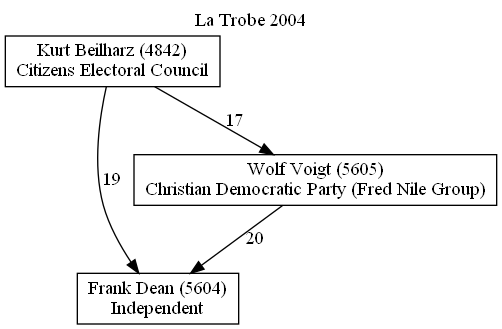 La Trobe 2004
Kurt Beilharz (4842)
Citizens Electoral Council
17
Wolf Voigt (5605)
Christian Democratic Party (Fred Nile Group)
19
20
Frank Dean (5604)
Independent